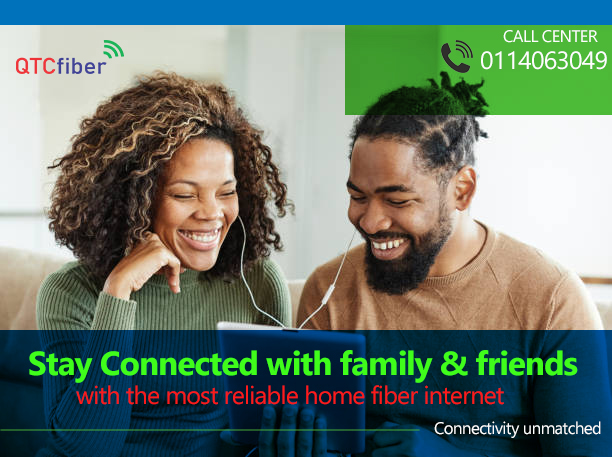 QTCfiber
CALL CENTER
0114063049
Stay Connected with family & friends
with the most reliable home fiber internet
Connectivity unmatched